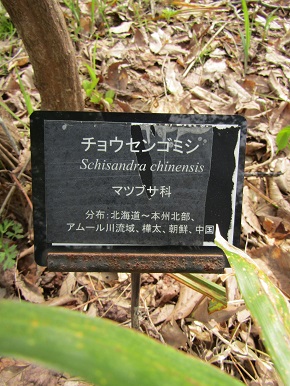 チョウセンゴミシ
Schisandra chinensis
マツブサ科
分布：北海道～本州北部、
アムール川流域、樺太、朝鮮、中国